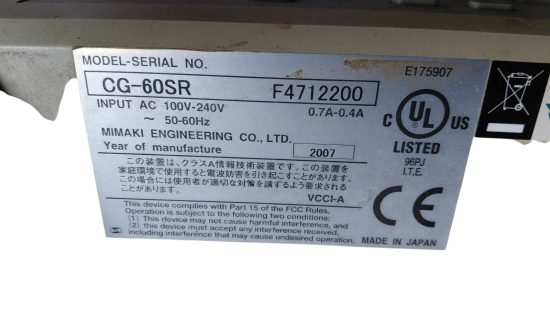 MODEL-SERIAL NO.
E175907
CG-60SR F4712200
INPUT AC 100V-240V 0.7A-0.4A
～ 50-60Hz
MIMAKI ENGINEERING CO., LTD.
Year of manufacture 2007
C UL US
LISTED
96PJ
I.T.E.
この装置は、クラスA情報技術装置です。この装置を
家庭環境で使用すると電波妨害を引き起こすことがあります。
この場合には使用者が適切な対策を講ずるよう要求される
ことがあります。
VCCI-A
CE
This device complies with Part 15 of the FCC Rules.
Operation is subject to the following two conditions:
(1) This device may not cause harmful interference, and
(2) this device must accept any interference received,
including interference that may cause undesired operation.
MADE IN JAPAN